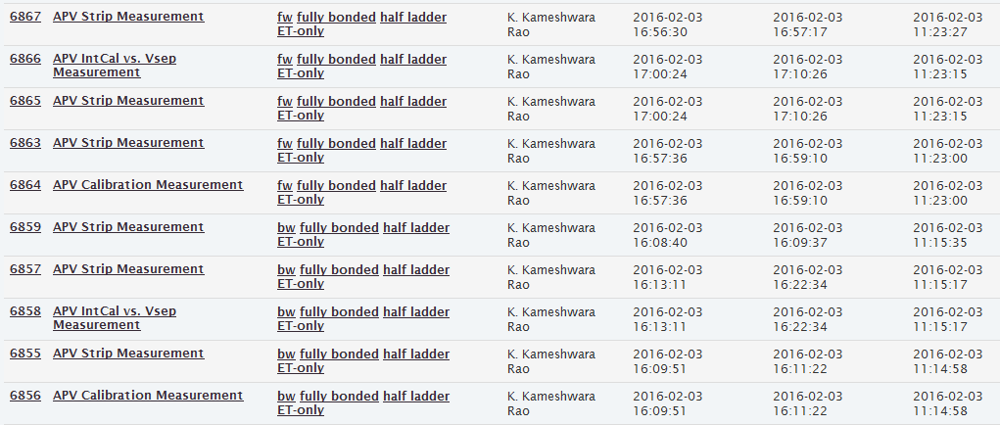 6867 APV Strip Measurement fw fully bonded half ladder K. Kameshwara 2016-02-03 2016-02-03 2016-02-03
ET-only Rao 16:56:30 16:57:17 11:23:27
6866 APV IntCal vs. Vsep fw fully bonded half ladder K. Kameshwara 2016-02-03 2016-02-03 2016-02-03
Measurement ET-only Rao 17:00:24 17:10:26 11:23:15
6865 APV Strip Measurement fw fully bonded half ladder K. Kameshwara 2016-02-03 2016-02-03 2016-02-03
ET-only Rao 17:00:24 17:10:26 11:23:15
6863 APV Strip Measurement fw fully bonded half ladder K. Kameshwara 2016-02-03 2016-02-03 2016-02-03
ET-only Rao 16:57:36 16:59:10 11:23:00
6864 APV Calibration Measurement fw fully bonded half ladder K. Kameshwara 2016-02-03 2016-02-03 2016-02-03
ET-only Rao 16:57:36 16:59:10 11:23:00
6859 APV Strip Measurement bw fully bonded half ladder K. Kameshwara 2016-02-03 2016-02-03 2016-02-03
ET-only Rao 16:08:40 16:09:37 11:15:35
6857 APV Strip Measurement bw fully bonded half ladder K. Kameshwara 2016-02-03 2016-02-03 2016-02-03
ET-only Rao 16:13:11 16:22:34 11:15:17
6858 APV IntCal vs. Vsep bw fully bonded half ladder K. Kameshwara 2016-02-03 2016-02-03 2016-02-03
Measurement ET-only Rao 16:13:11 16:22:34 11:15:17
6855 APV Strip Measurement bw fully bonded half ladder K. Kameshwara 2016-02-03 2016-02-03 2016-02-03
ET-only Rao 16:09:51 16:11:22 11:14:58
6856 APV Calibration Measurement bw fully bonded half ladder K. Kameshwara 2016-02-03 2016-02-03 2016-02-03
ET-only Rao 16:09:51 16:11:22 11:14:58